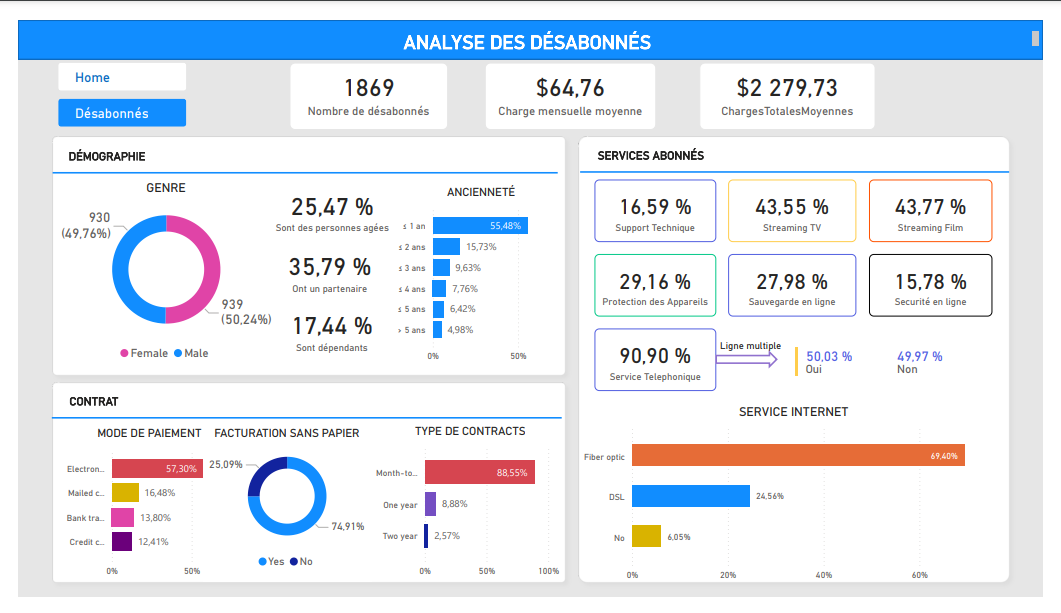 ANALYSE DES DÉSABONNÉS
Home
Désabonnés
1869
Nombre de désabonnés
$64,76
Charge mensuelle moyenne
$2 279,73
ChargesTotalesMoyennes
DÉMOGRAPHIE
GENRE
930
(49,76%)
939
(50,24%)
Female Male
25,47 %
Sont des personnes agées
35,79 %
Ont un partenaire
17,44 %
Sont dépendants
ANCIENNETÉ
≤ 1 an 55,48%
≤ 2 ans 15,73%
≤ 3 ans 9,63%
≤ 4 ans 7,76%
≤ 5 ans 6,42%
> 5 ans 4,98%
0% 50%
SERVICES ABONNÉS
16,59 %
Support Technique
43,55 %
Streaming TV
43,77 %
Streaming Film
29,16 %
Protection des Appareils
27,98 %
Sauvegarde en ligne
15,78 %
Securité en ligne
90,90 %
Service Telephonique
Ligne multiple
50,03 %
Oui
49,97 %
Non
SERVICE INTERNET
Fiber optic 69,40%
DSL 24,56%
No 6,05%
0% 20% 40% 60%
CONTRAT
MODE DE PAIEMENT
Electron... 57,30%
Mailed c... 16,48%
Bank tra... 13,80%
Credit c... 12,41%
0% 50%
FACTURATION SANS PAPIER
25,09%
74,91%
Yes No
TYPE DE CONTRACTS
Month-to... 88,55%
One year 8,88%
Two year 2,57%
0% 50% 100%